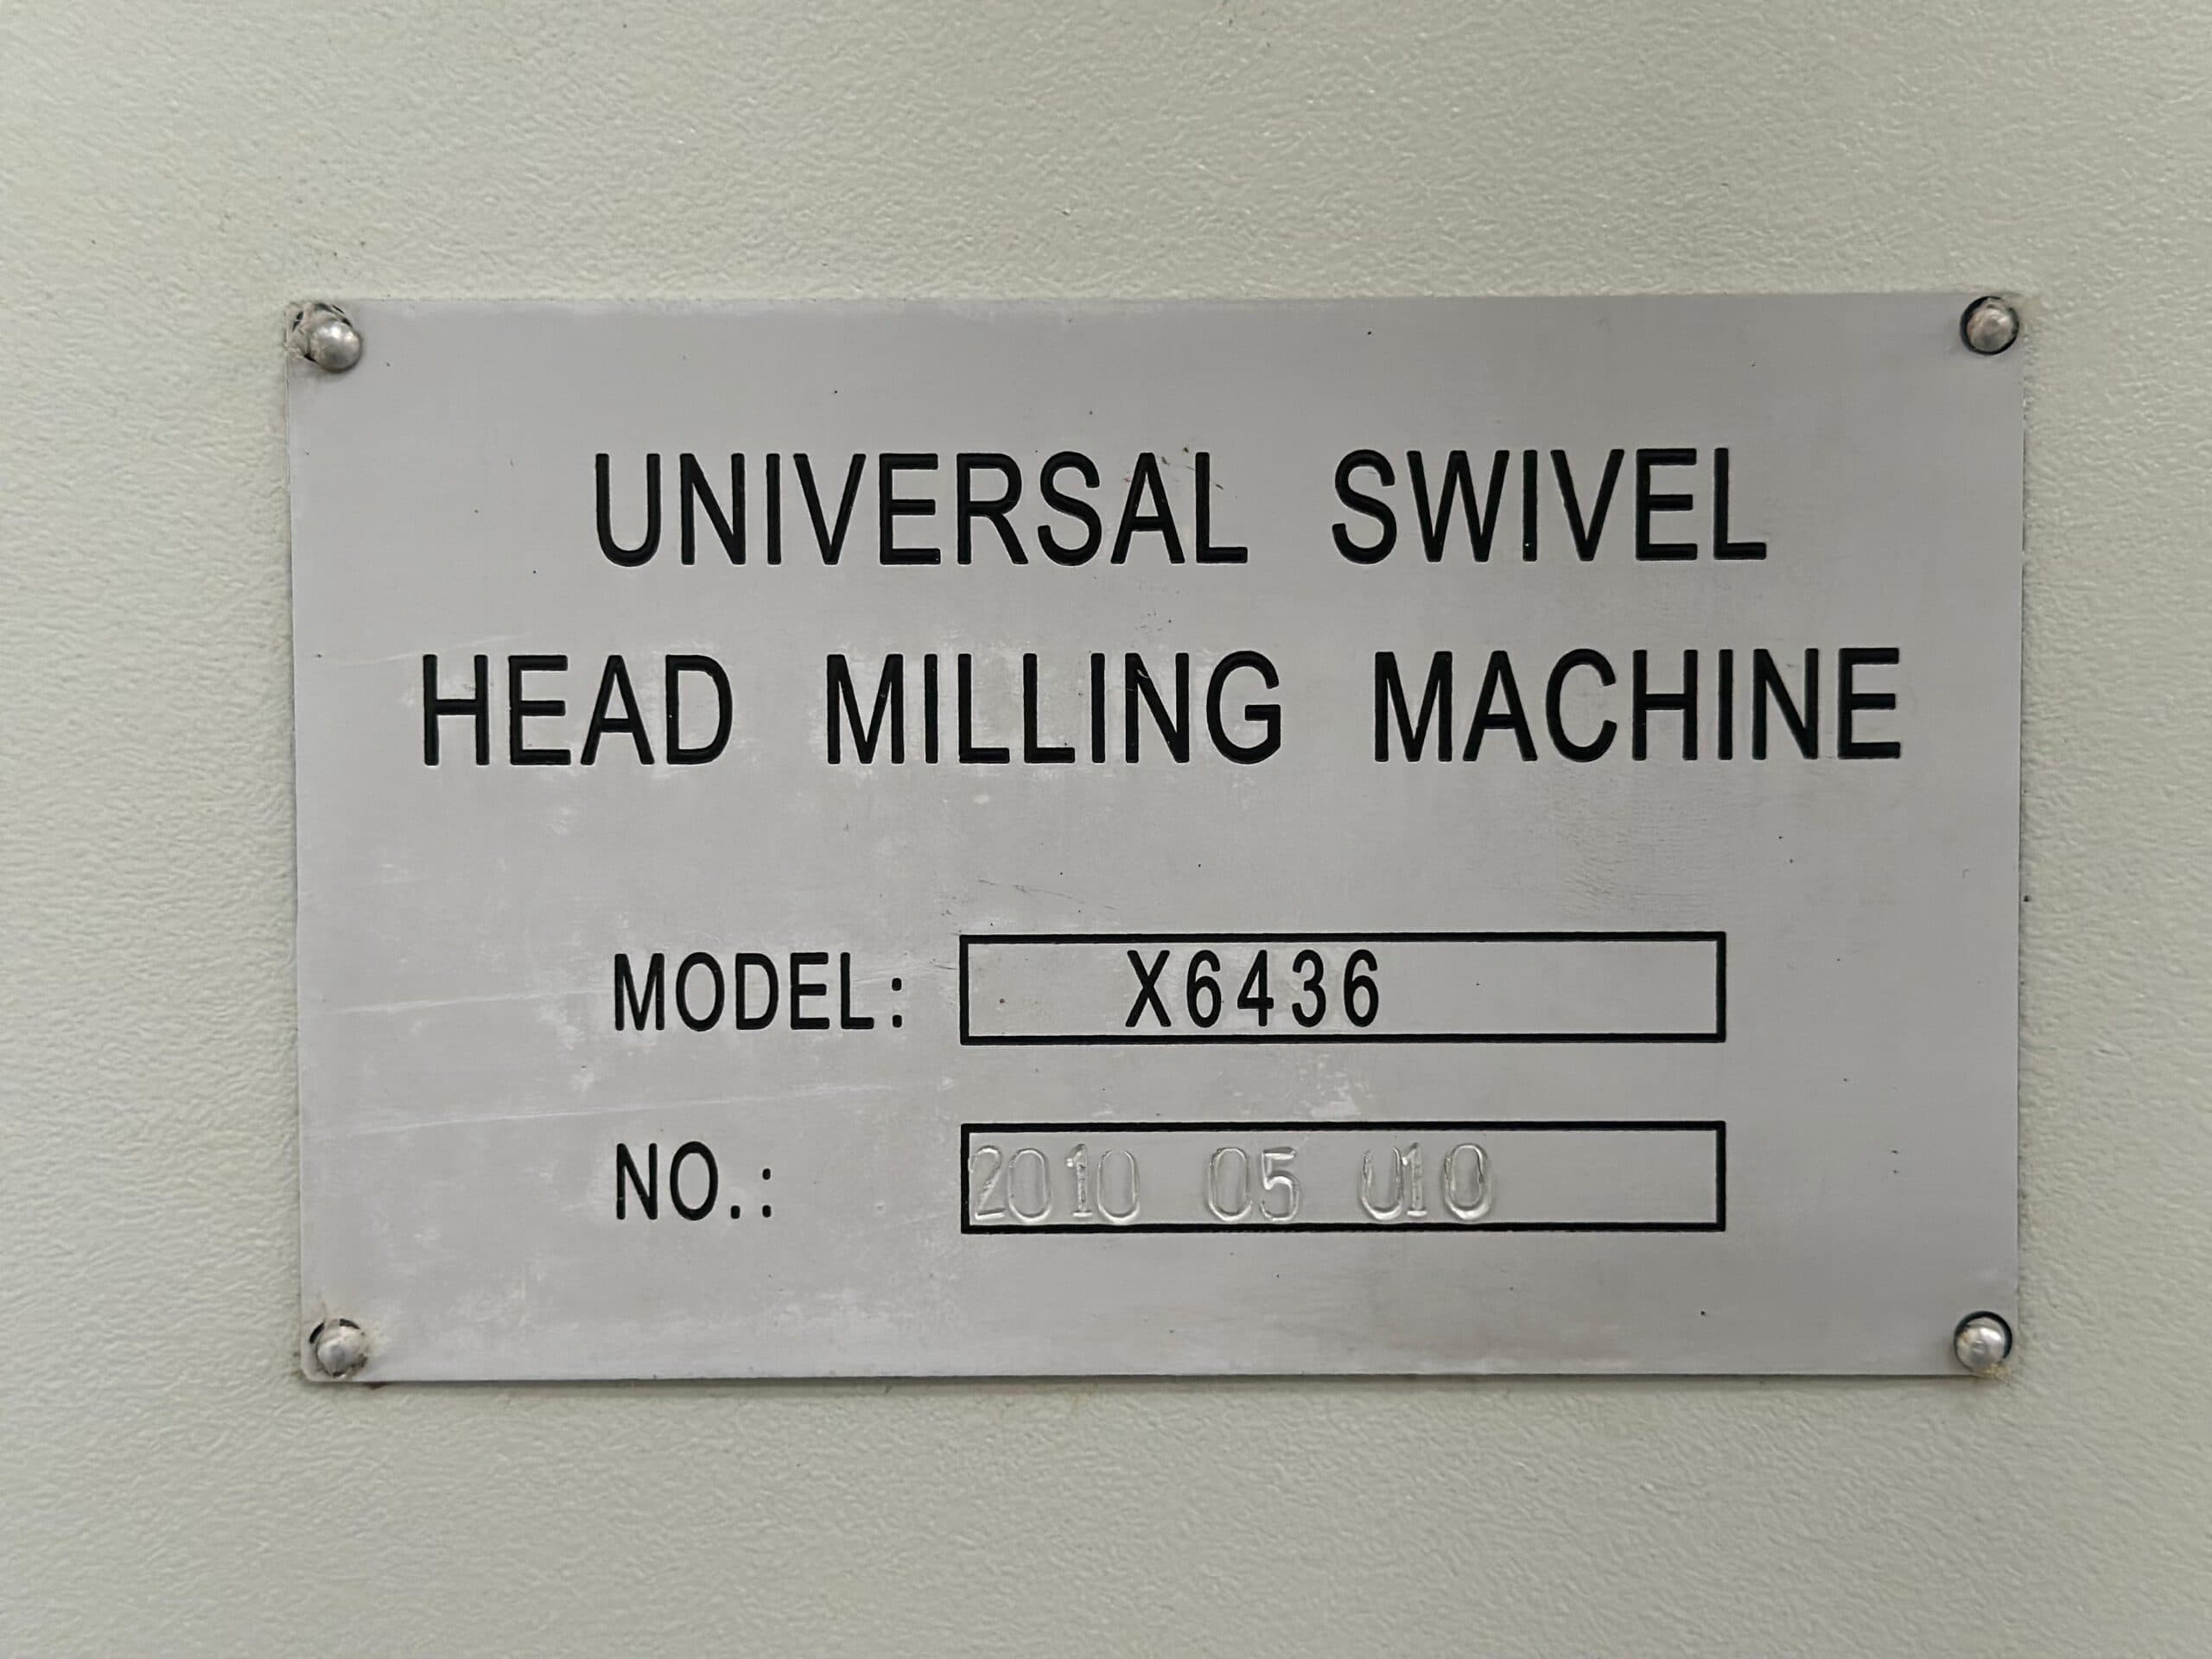 UNIVERSAL SWIVEL
HEAD MILLING MACHINE
MODEL: X6436
NO.: 2010 05 010